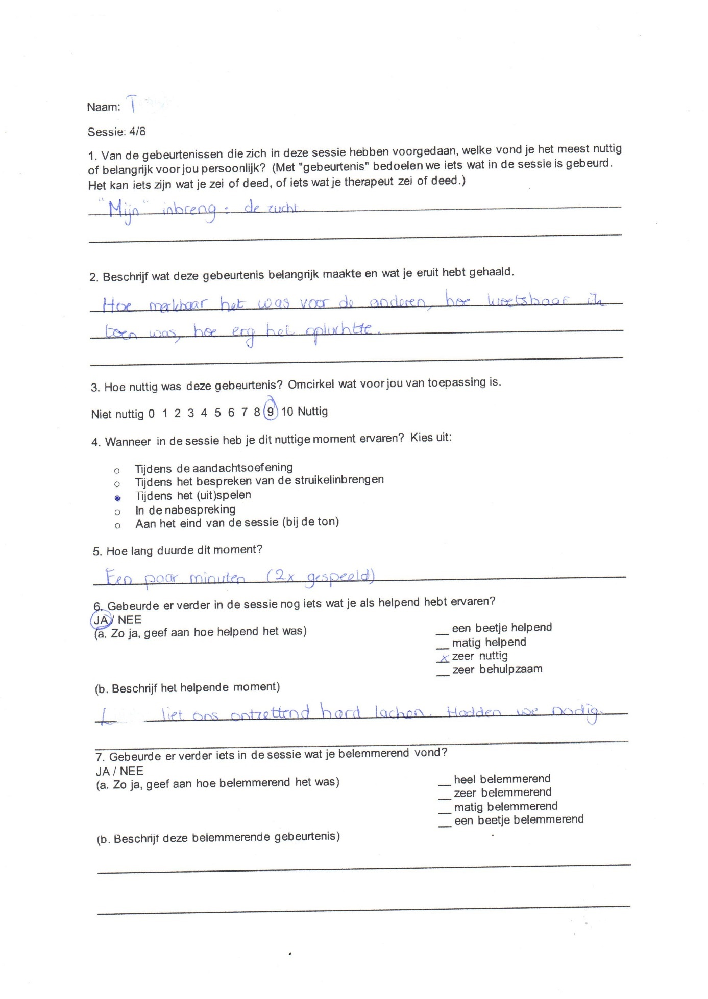 Naam: T
Sessie: 4/8
1. Van de gebeurtenissen die zich in deze sessie hebben voorgedaan, welke vond je het meest nuttig
of belangrijk voor jou persoonlijk? (Met "gebeurtenis" bedoelen we iets wat in de sessie is gebeurd.
Het kan iets zijn wat je zei of deed, of iets wat je therapeut zei of deed.)
"Mijn" inbreng: de zucht.
2. Beschrijf wat deze gebeurtenis belangrijk maakte en wat je eruit hebt gehaald.
Hoe merkbaar het was voor de anderen, hoe kwetsbaar ik
toen was, hoe erg het opluchtte.
3. Hoe nuttig was deze gebeurtenis? Omcirkel wat voor jou van toepassing is.
Niet nuttig 0 1 2 3 4 5 6 7 8 9 10 Nuttig
4. Wanneer in de sessie heb je dit nuttige moment ervaren? Kies uit:
Tijdens de aandachtsoefening
Tijdens het bespreken van de struikelinbrengen
Tijdens het (uit)spelen
In de nabespreking
Aan het eind van de sessie (bij de ton)
5. Hoe lang duurde dit moment?
Een paar minuten (2x gespeeld)
6. Gebeurde er verder in de sessie nog iets wat je als helpend hebt ervaren?
JA / NEE
(a. Zo ja, geef aan hoe helpend het was)
__ een beetje helpend
__ matig helpend
x zeer nuttig
__ zeer behulpzaam
(b. Beschrijf het helpende moment)
L liet ons ontzettend hard lachen. Hadden we nodig.
7. Gebeurde er verder iets in de sessie wat je belemmerend vond?
JA / NEE
(a. Zo ja, geef aan hoe belemmerend het was)
__ heel belemmerend
__ zeer belemmerend
__ matig belemmerend
__ een beetje belemmerend
(b. Beschrijf deze belemmerende gebeurtenis)